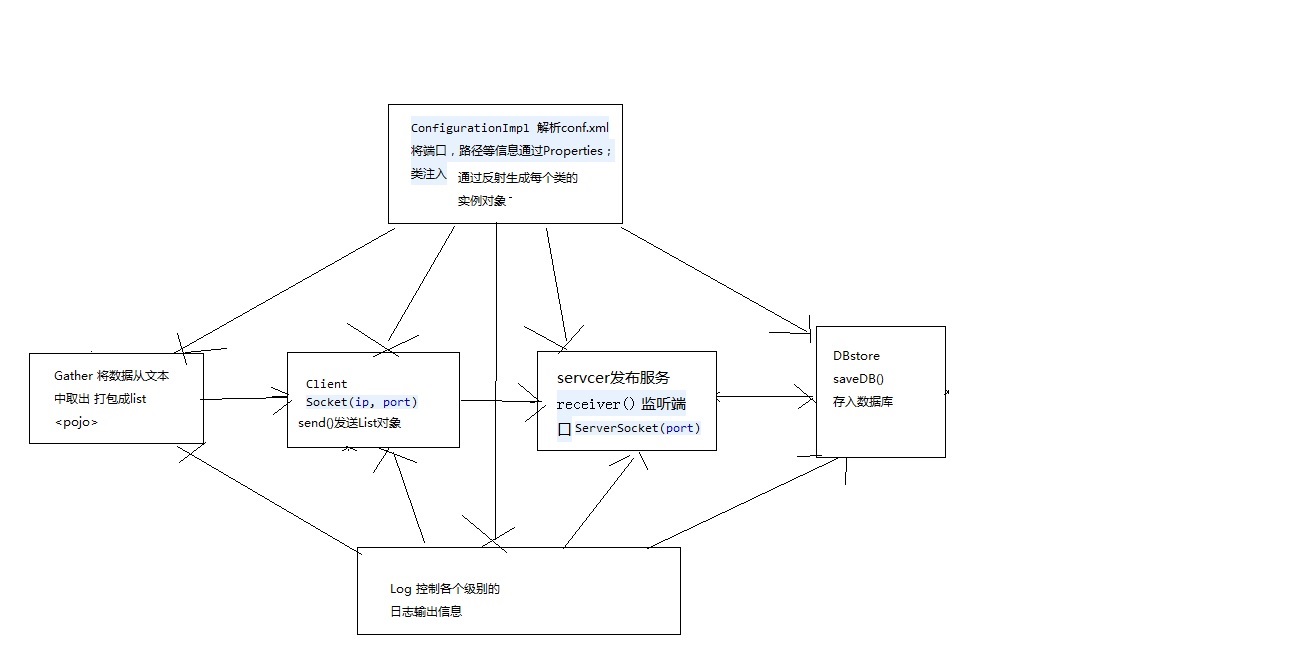 ConfigurationImpl 解析conf.xml
将端口，路径等信息通过Properties；
类注入
通过反射生成每个类的
实例对象
Gather 将数据从文本
中取出 打包成list
<pojo>
Client
Socket(ip, port)
send()发送List对象
servcer发布服务
receiver() 监听端
口 ServerSocket(port)
DBstore
saveDB()
存入数据库
Log 控制各个级别的
日志输出信息